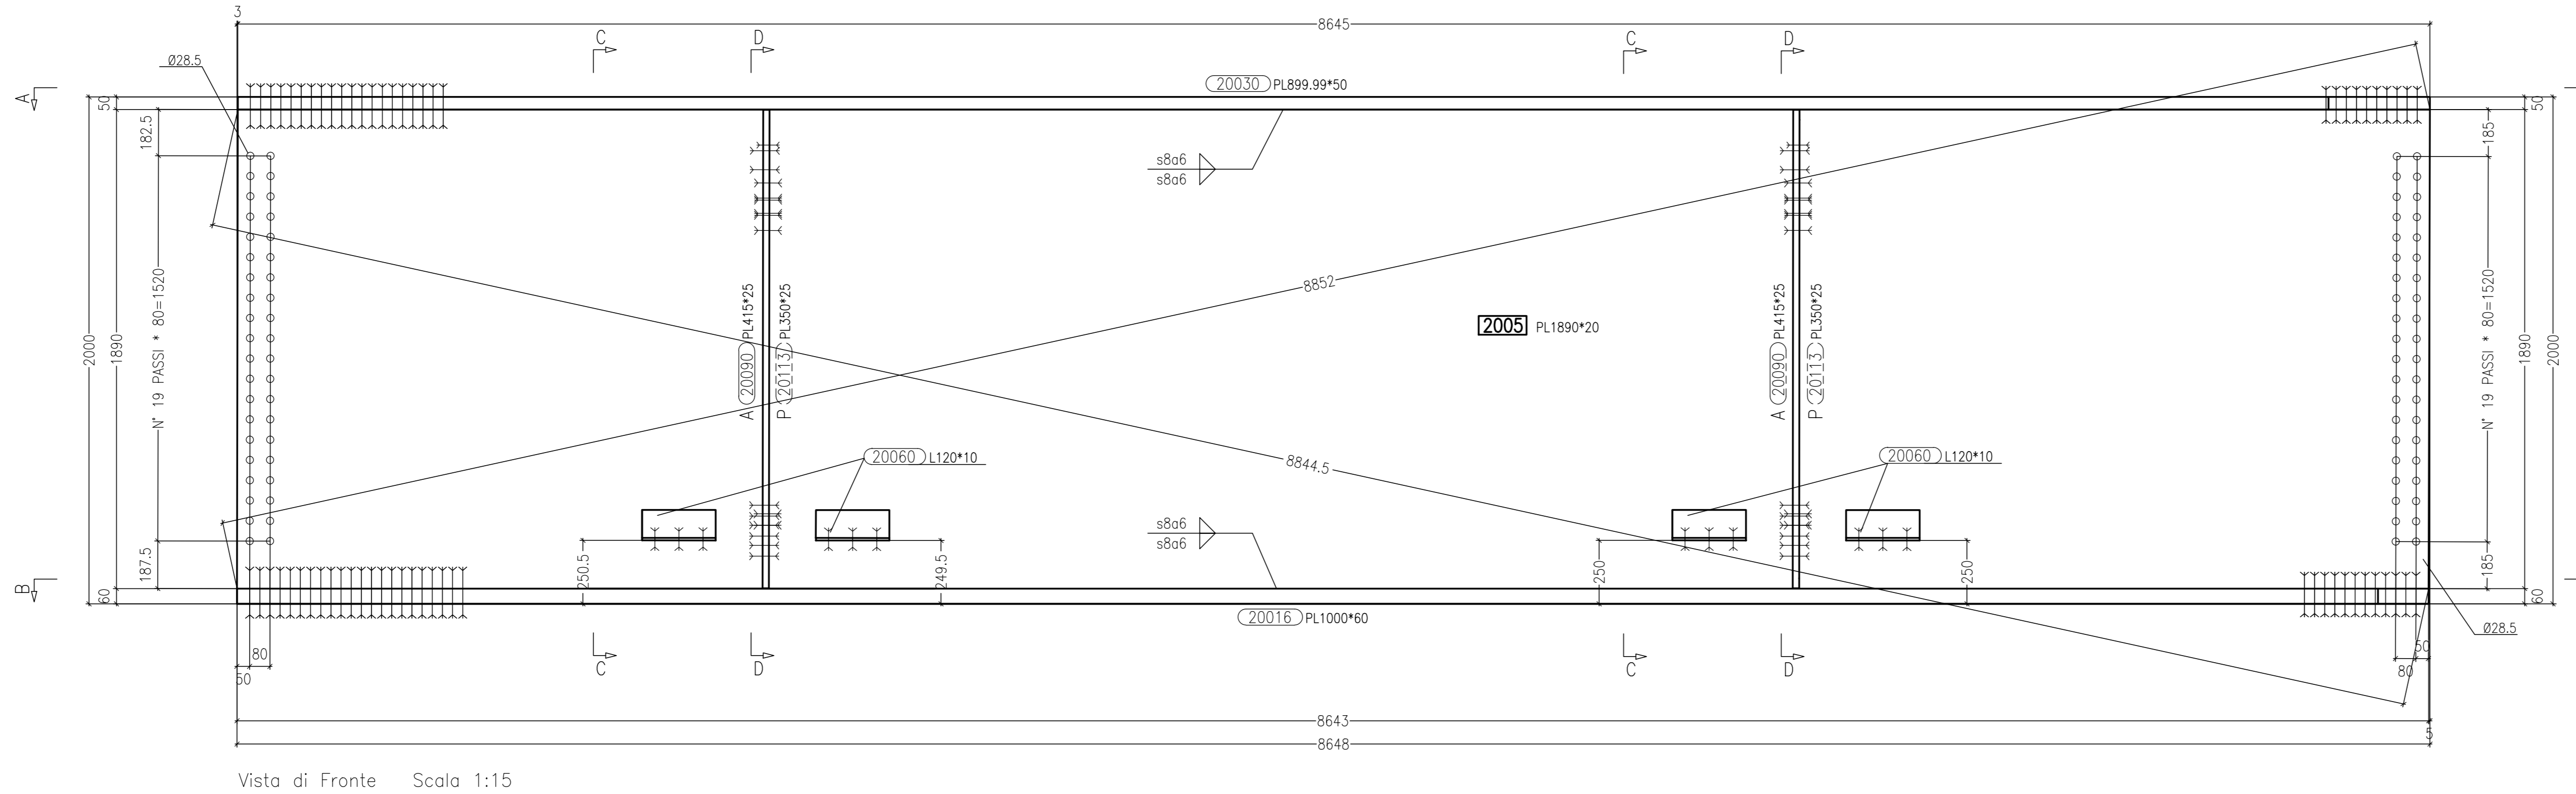 3
8645
C
D
C
D
Ø28.5
20030 PL899.99*50
A
50
50
182.5
185
s8a6
s8a6
8852
2005 PL1890*20
A 20090 PL415*25
P 20113 PL350*25
A 20090 PL415*25
P 20113 PL350*25
2000
1890
N° 19 PASSI * 80=1520
N° 19 PASSI * 80=1520
1890
2000
20060 L120*10
8844.5
20060 L120*10
s8a6
s8a6
187.5
250.5
249.5
250
250
185
B
60
60
20016 PL1000*60
Ø28.5
80
50
C
D
C
D
50
80
8643
8648
5
Vista di Fronte Scala 1:15